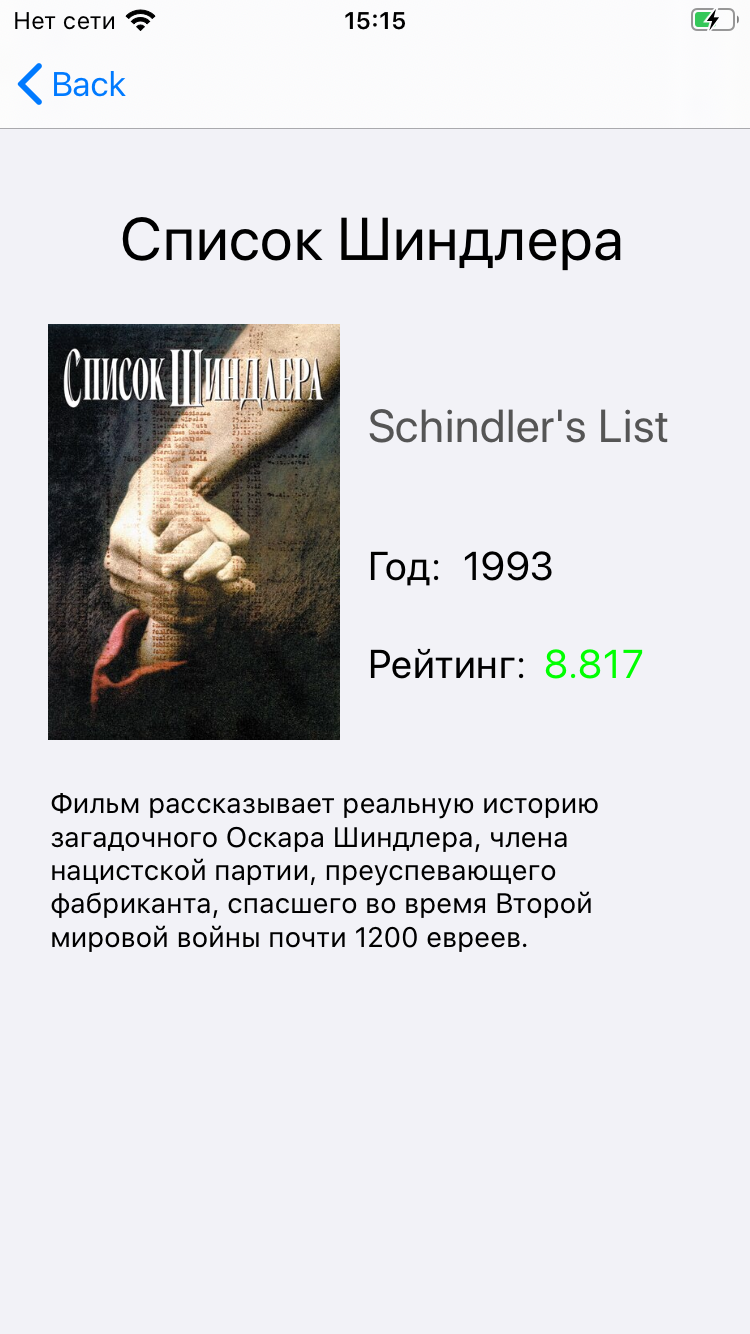 Нет сети 15:15
Back
Список Шиндлера
Список Шиндлера
Schindler's List
Год: 1993
Рейтинг: 8.817
Фильм рассказывает реальную историю
загадочного Оскара Шиндлера, члена
нацистской партии, преуспевающего
фабриканта, спасшего во время Второй
мировой войны почти 1200 евреев.